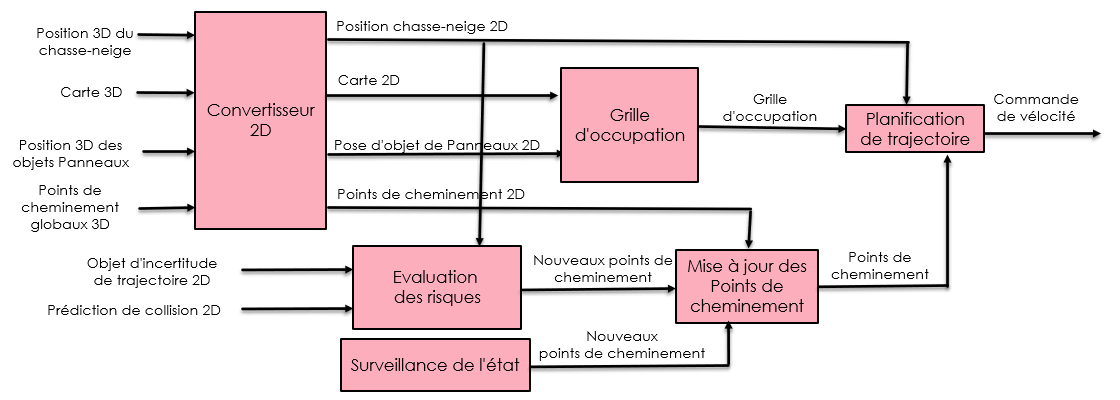 Position 3D du
chasse-neige
Carte 3D
Position 3D des
objets Panneaux
Points de
cheminement
globaux 3D
Convertisseur
2D
Position chasse-neige 2D
Carte 2D
Pose d'objet de Panneaux 2D
Points de cheminement 2D
Grille
d'occupation
Grille
d'occupation
Planification
de trajectoire
Commande
de vélocité
Objet d'incertitude
de trajectoire 2D
Prédiction de collision 2D
Evaluation
des risques
Nouveaux points de
cheminement
Mise à jour des
Points de
cheminement
Points de
cheminement
Surveillance de l'état
Nouveaux
points de cheminement